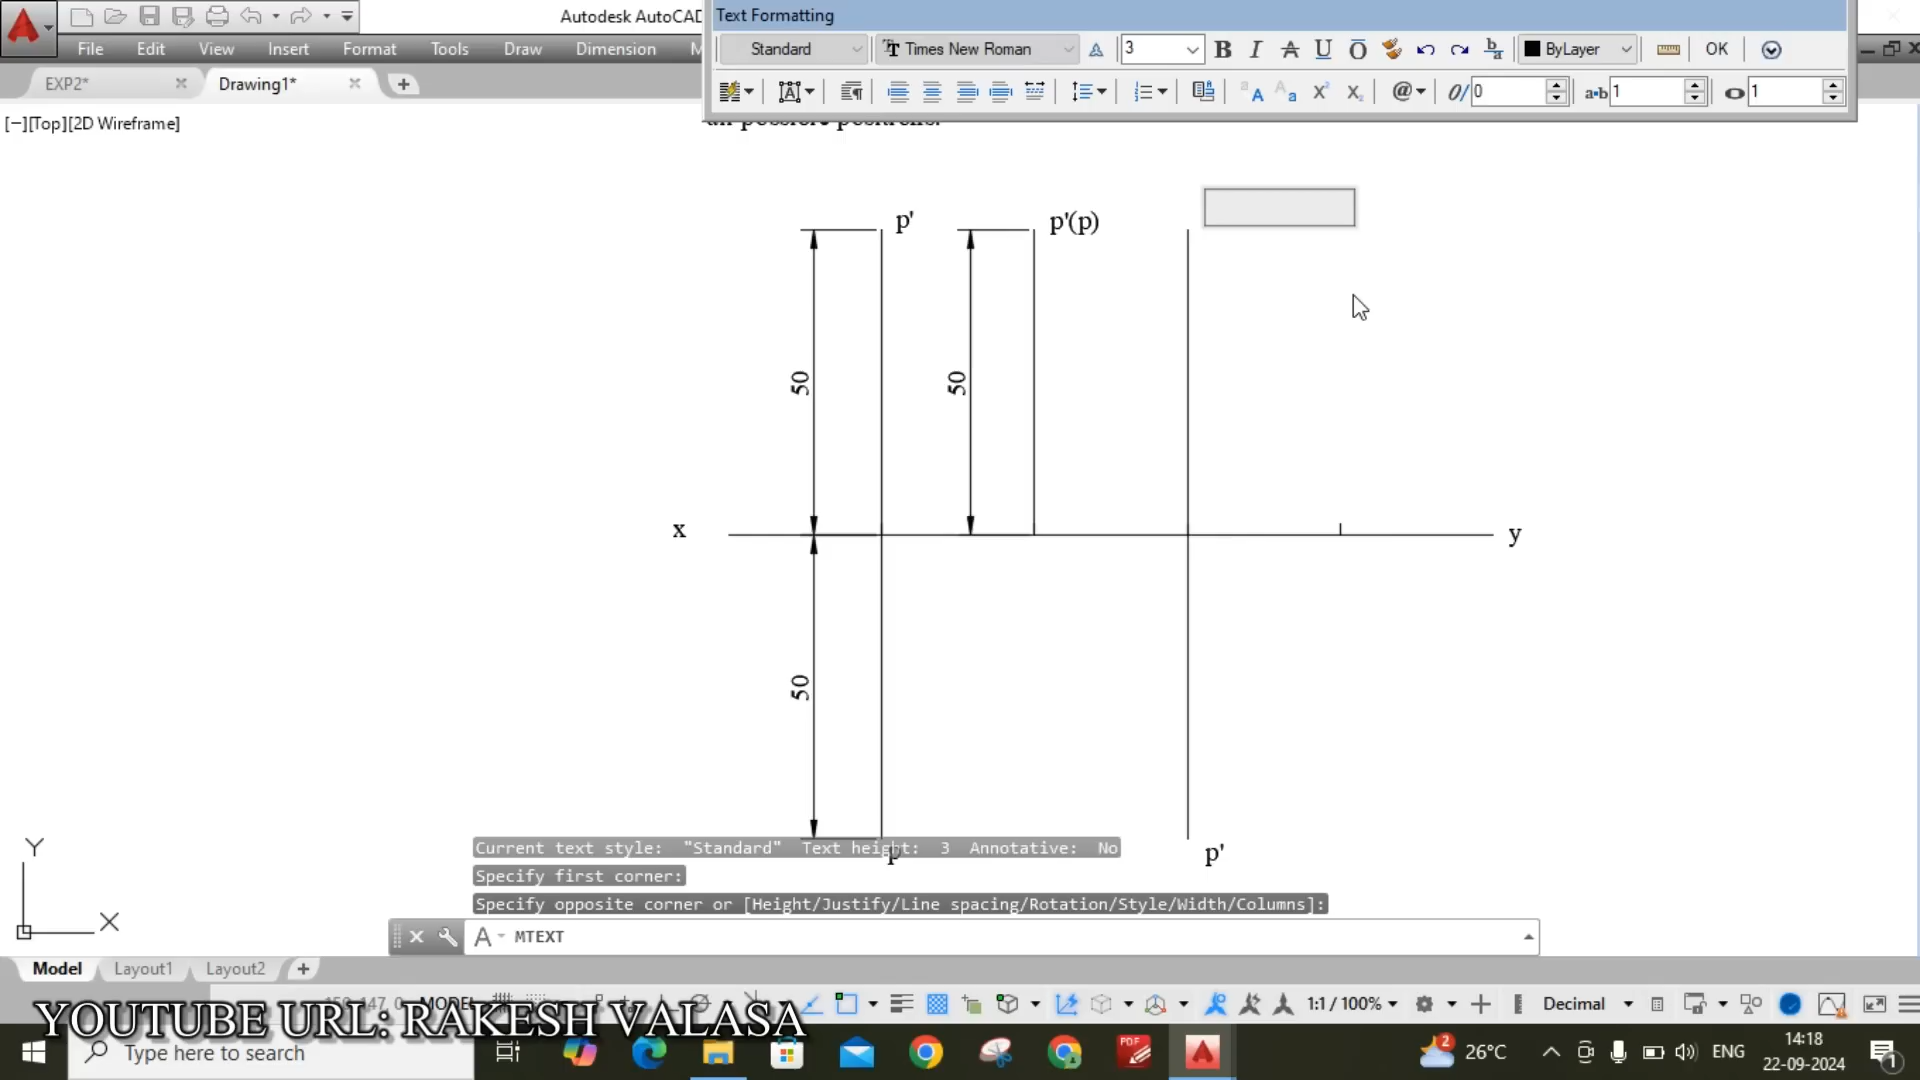 Autodesk AutoCAD
Text Formatting
File Edit View Insert Format Tools Draw Dimension
Standard Times New Roman 3 B I A U O ByLayer OK
EXP2* Drawing1*
0/ 0 a•b 1 1
[−][Top][2D Wireframe]
p' p'(p)
50 50
x y
50
p p'
Current text style: "Standard" Text height: 3 Annotative: No
Specify first corner:
Specify opposite corner or [Height/Justify/Line spacing/Rotation/Style/Width/Columns]:
Y
X
MTEXT
Model Layout1 Layout2
1:1 / 100% Decimal
YOUTUBE URL: RAKESH VALASA
Type here to search
PDF
2 26°C ENG 14:18
22-09-2024
1